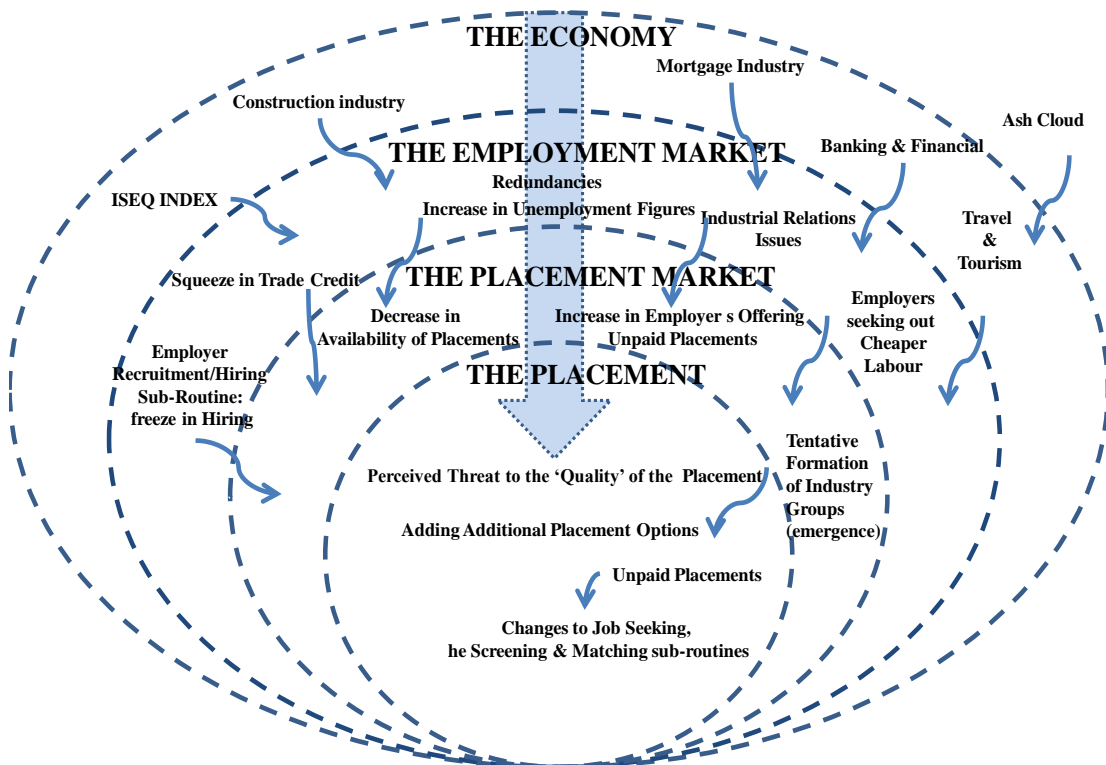 THE ECONOMY
Mortgage Industry
Construction industry
Ash Cloud
THE EMPLOYMENT MARKET
Banking & Financial
Redundancies
ISEQ INDEX
Increase in Unemployment Figures
Industrial Relations
Issues
Travel
&
Tourism
Squeeze in Trade Credit
THE PLACEMENT MARKET
Decrease in
Availability of Placements
Increase in Employer s Offering
Unpaid Placements
Employers
seeking out
Cheaper
Labour
Employer
Recruitment/Hiring
Sub-Routine:
freeze in Hiring
THE PLACEMENT
Perceived Threat to the ‘Quality’ of the Placement
Tentative
Formation
of Industry
Groups
(emergence)
Adding Additional Placement Options
Unpaid Placements
Changes to Job Seeking,
he Screening & Matching sub-routines